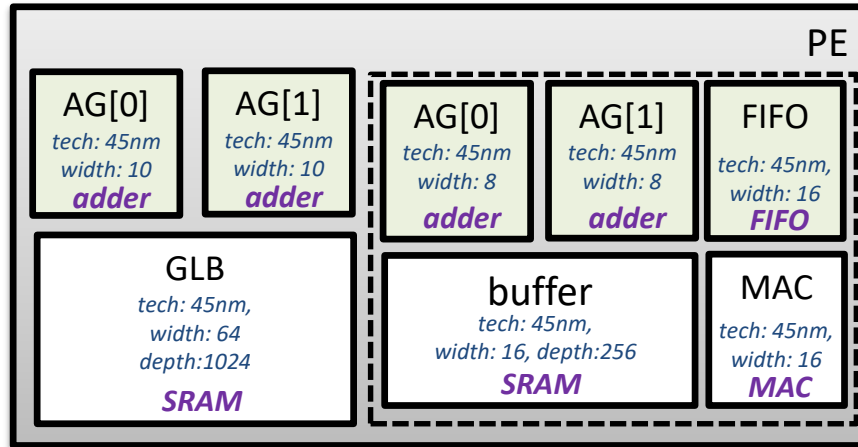 PE
AG[0]
tech: 45nm
width: 10
adder
AG[1]
tech: 45nm
width: 10
adder
AG[0]
tech: 45nm
width: 8
adder
AG[1]
tech: 45nm
width: 8
adder
FIFO
tech: 45nm,
width: 16
FIFO
GLB
tech: 45nm,
width: 64
depth:1024
SRAM
buffer
tech: 45nm,
width: 16, depth:256
SRAM
MAC
tech: 45nm,
width: 16
MAC